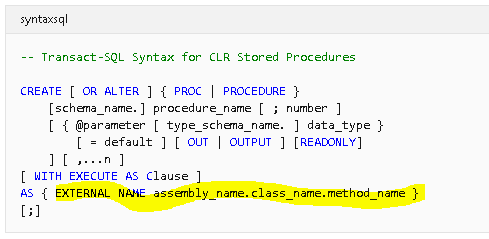 syntaxsql
-- Transact-SQL Syntax for CLR Stored Procedures
CREATE [ OR ALTER ] { PROC | PROCEDURE }
[schema_name.] procedure_name [ ; number ]
[ { @parameter [ type_schema_name. ] data_type }
[ = default ] [ OUT | OUTPUT ] [READONLY]
] [ ,...n ]
[ WITH EXECUTE AS Clause ]
AS { EXTERNAL NAME assembly_name.class_name.method_name }
[;]